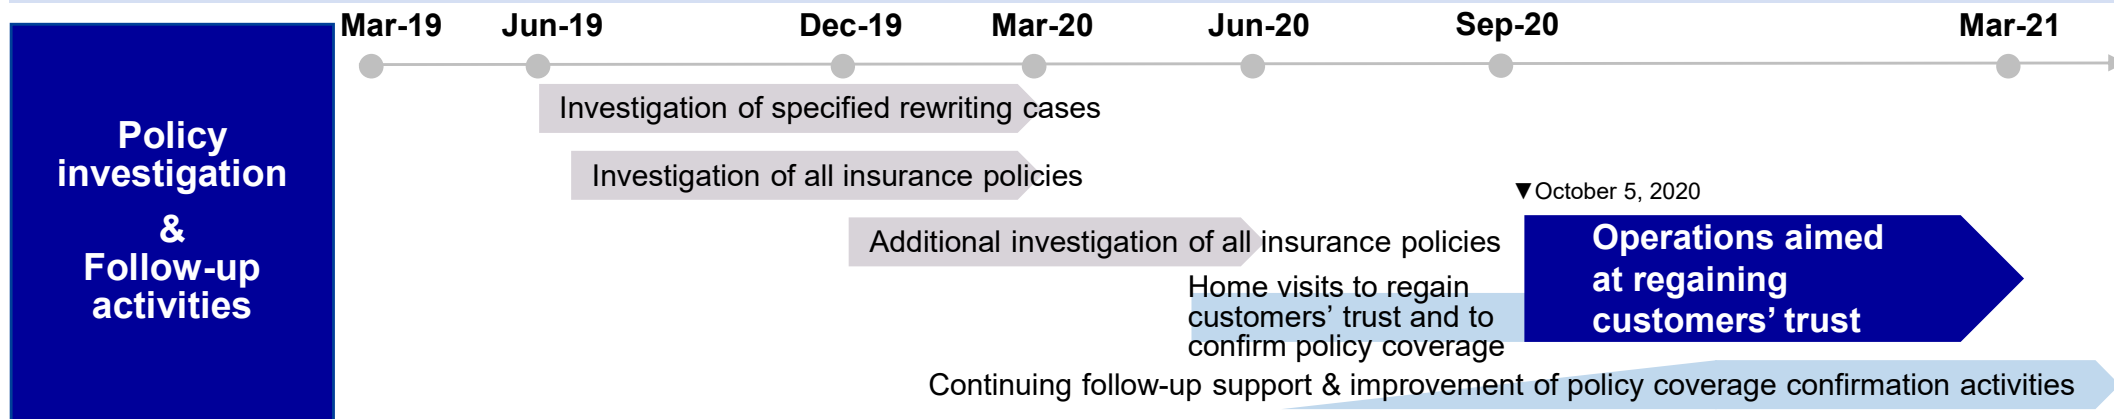 Mar-19 Jun-19 Dec-19 Mar-20 Jun-20 Sep-20 Mar-21
Policy
investigation
&
Follow-up
activities
Investigation of specified rewriting cases
Investigation of all insurance policies
▼October 5, 2020
Additional investigation of all insurance policies
Operations aimed
at regaining
customers’ trust
Home visits to regain
customers’ trust and to
confirm policy coverage
Continuing follow-up support & improvement of policy coverage confirmation activities